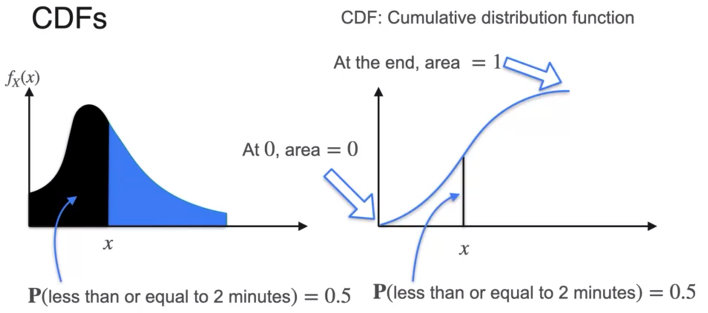 CDFs
CDF: Cumulative distribution function
At the end, area = 1
f_X(x)
At 0, area = 0
x
x
P(less than or equal to 2 minutes) = 0.5
P(less than or equal to 2 minutes) = 0.5